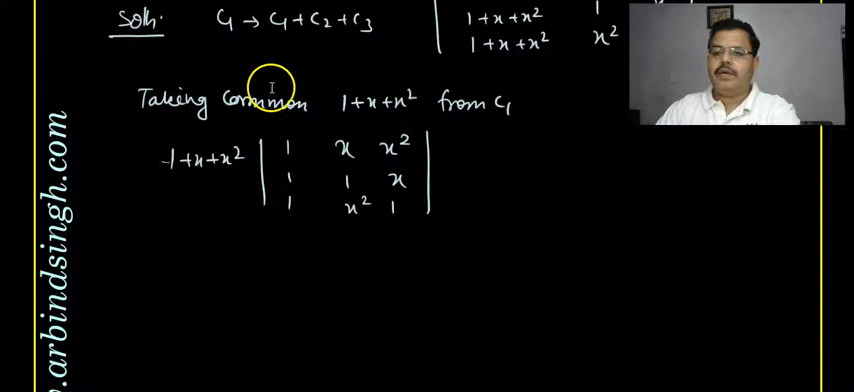 Soln. C₁ → C₁ + C₂ + C₃
1+x+x² 1
1+x+x² x²
Taking common 1+x+x² from C₁
1+x+x² | 1 x x² |
1 1 x
1 x² 1
o.arbindsingh.com